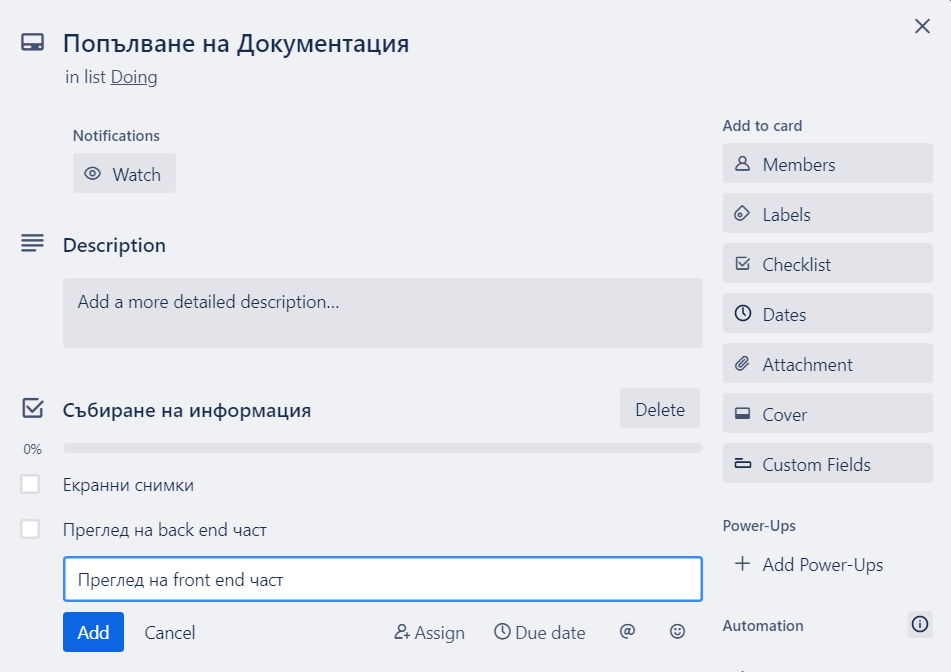 Попълване на Документация
in list Doing
Notifications
Watch
Description
Add a more detailed description...
Събиране на информация
Delete
0%
Екранни снимки
Преглед на back end част
Преглед на front end част
Add
Cancel
Assign
Due date
@
Add to card
Members
Labels
Checklist
Dates
Attachment
Cover
Custom Fields
Power-Ups
+ Add Power-Ups
Automation